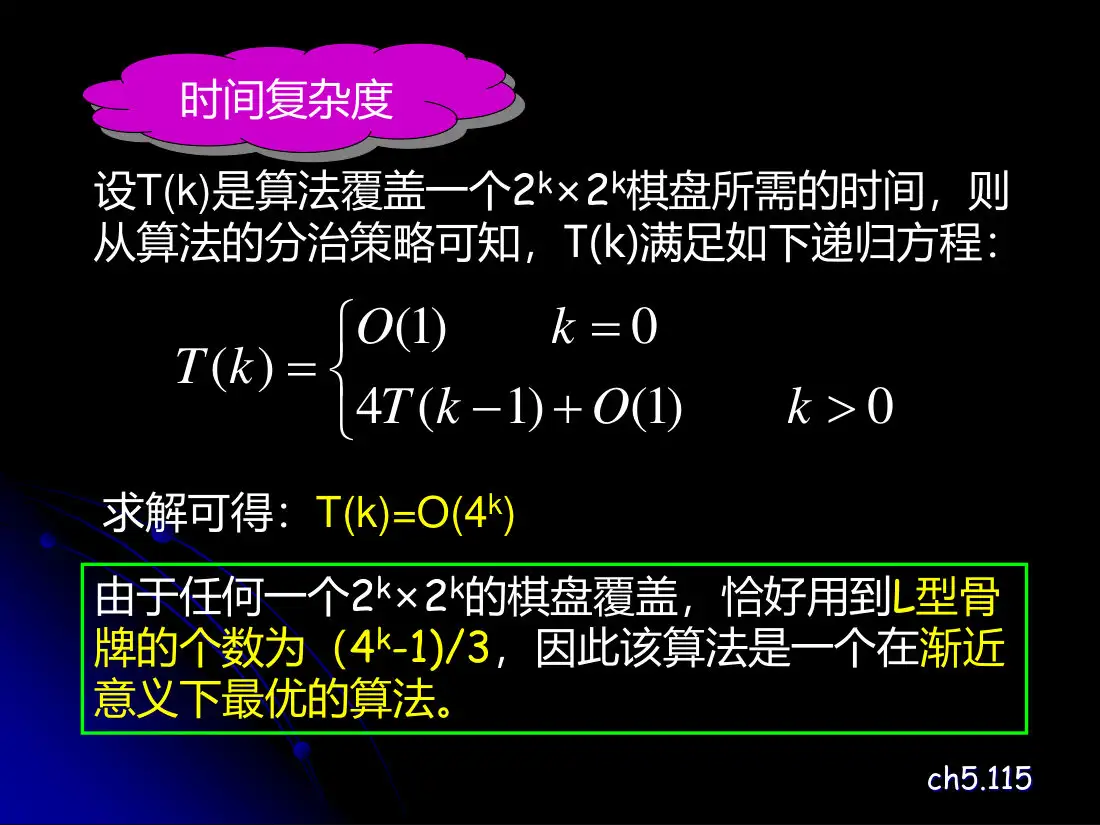 时间复杂度
设T(k)是算法覆盖一个2ᵏ×2ᵏ棋盘所需的时间，则
从算法的分治策略可知，T(k)满足如下递归方程：
O(1) k = 0
T(k) =
4T(k−1)+O(1) k > 0
求解可得：T(k)=O(4ᵏ)
由于任何一个2ᵏ×2ᵏ的棋盘覆盖，恰好用到L型骨
牌的个数为（4ᵏ-1)/3，因此该算法是一个在渐近
意义下最优的算法。
ch5.115